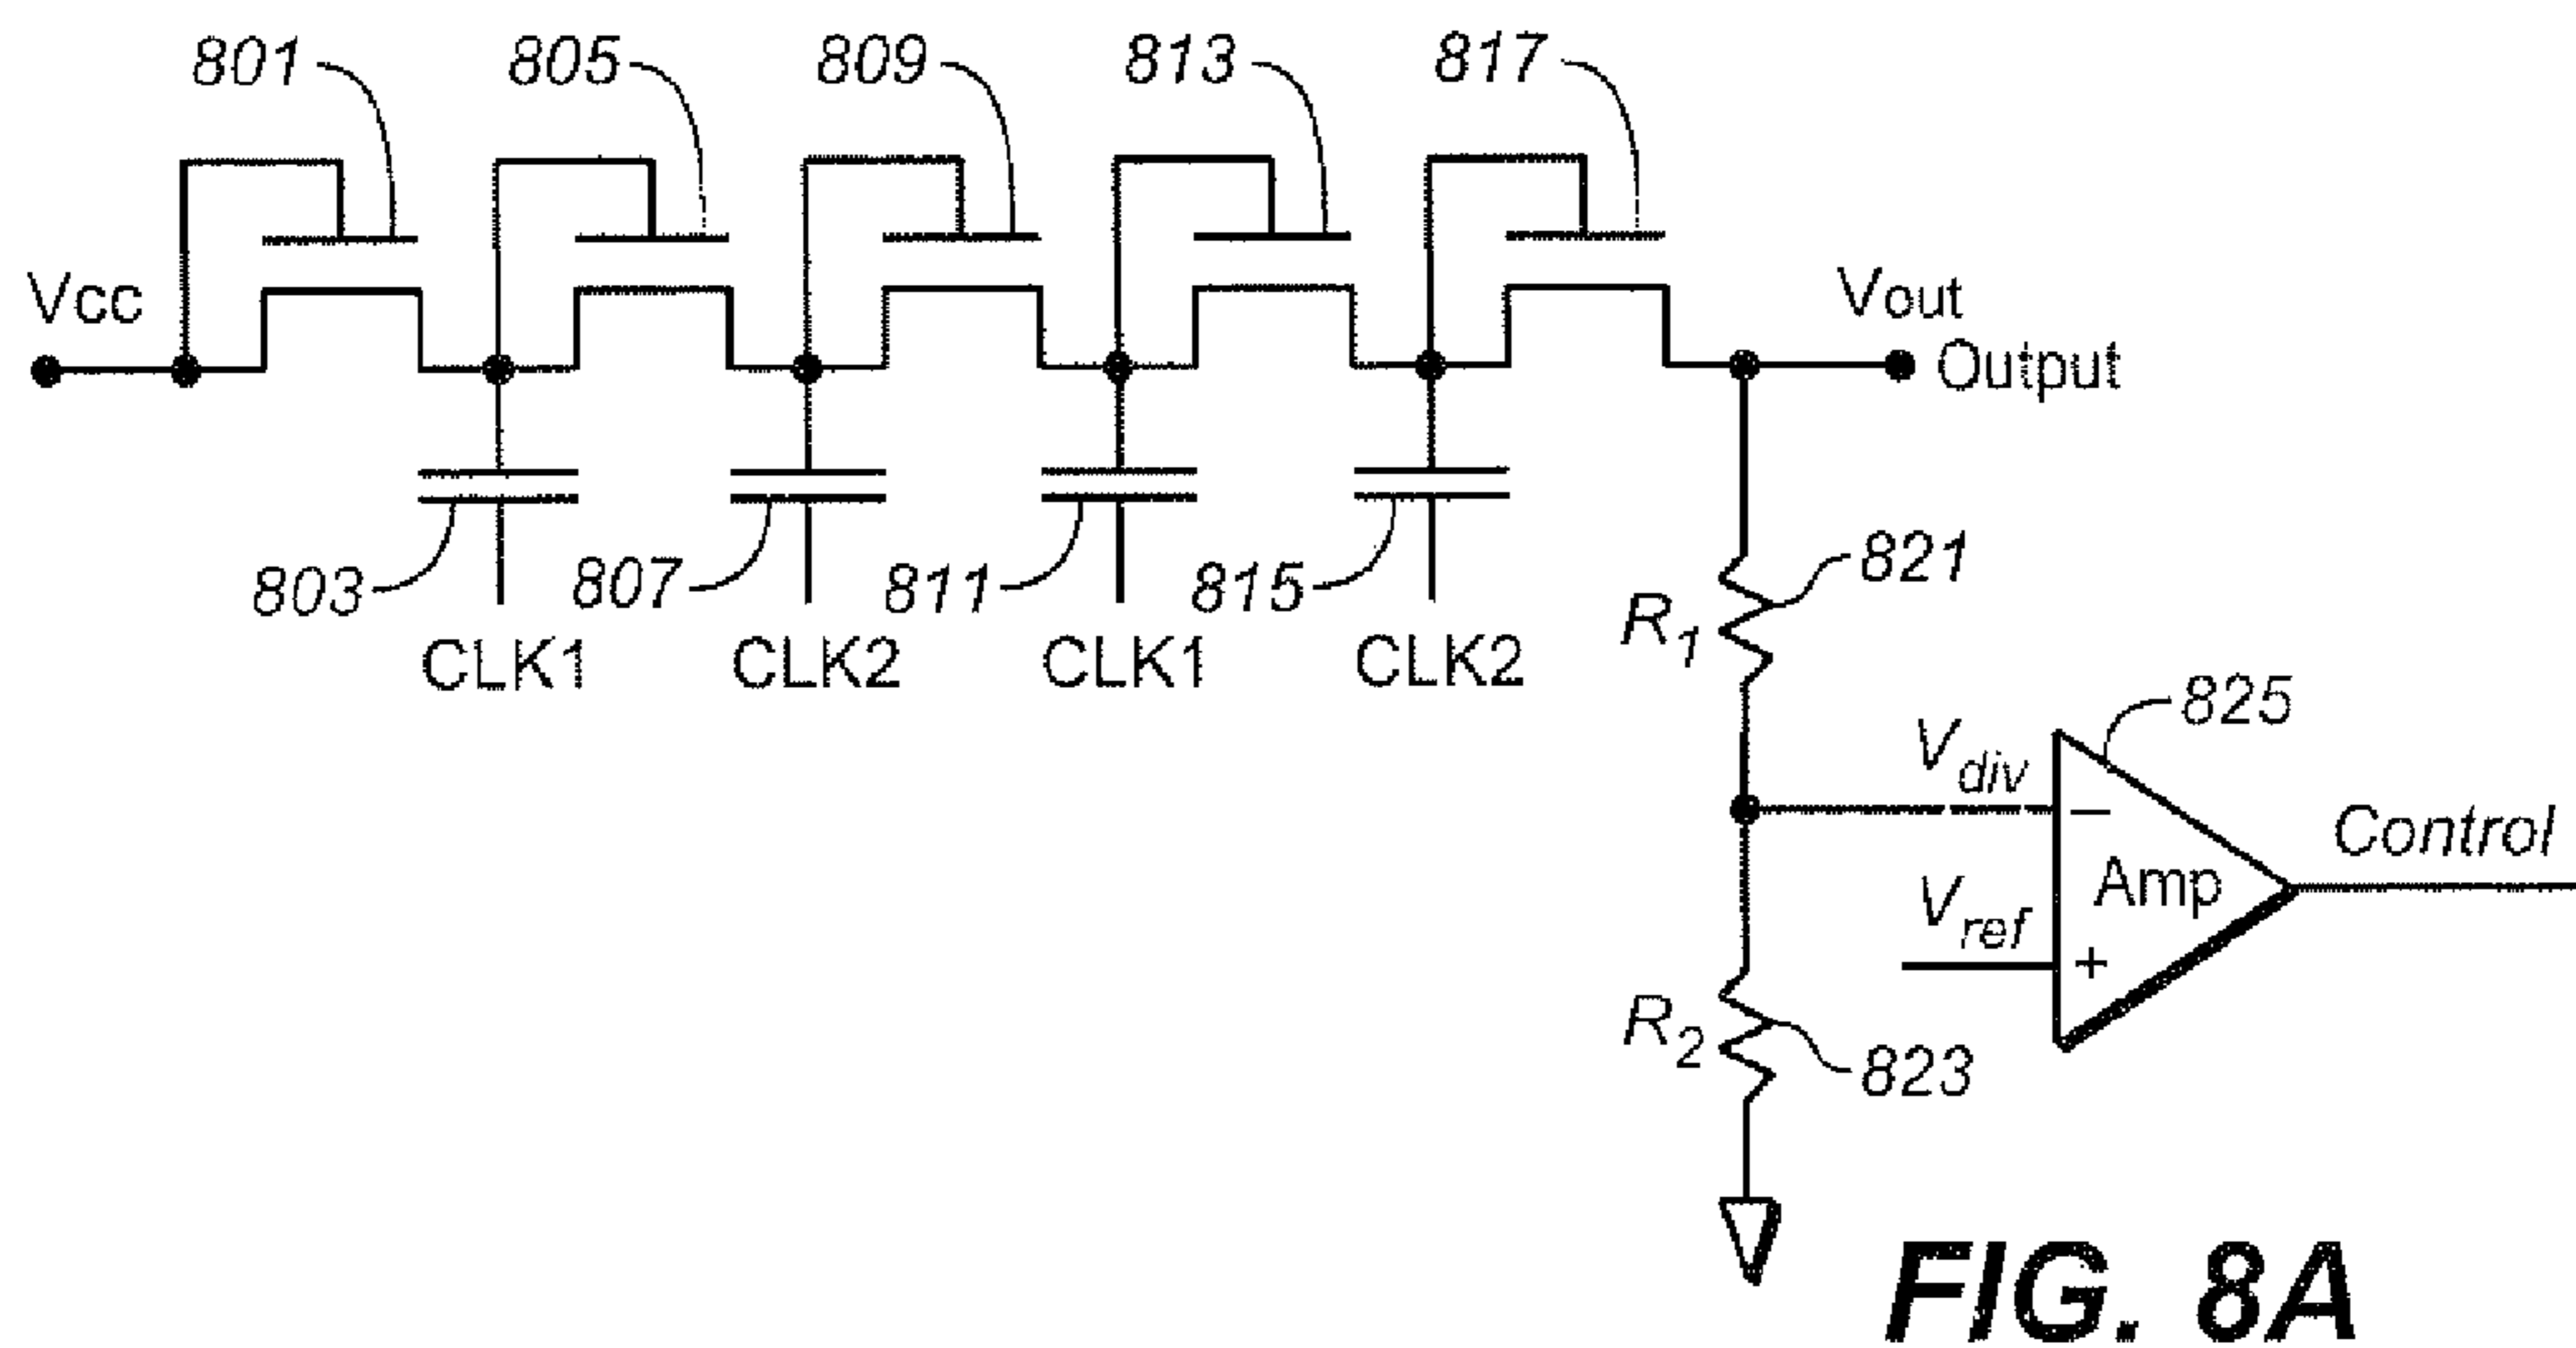 801
805
809
813
817
Vcc
Vout
Output
803
807
811
815
CLK1
CLK2
CLK1
CLK2
R1
821
825
Vdiv
−
Amp
Control
Vref
+
R2
823
FIG. 8A